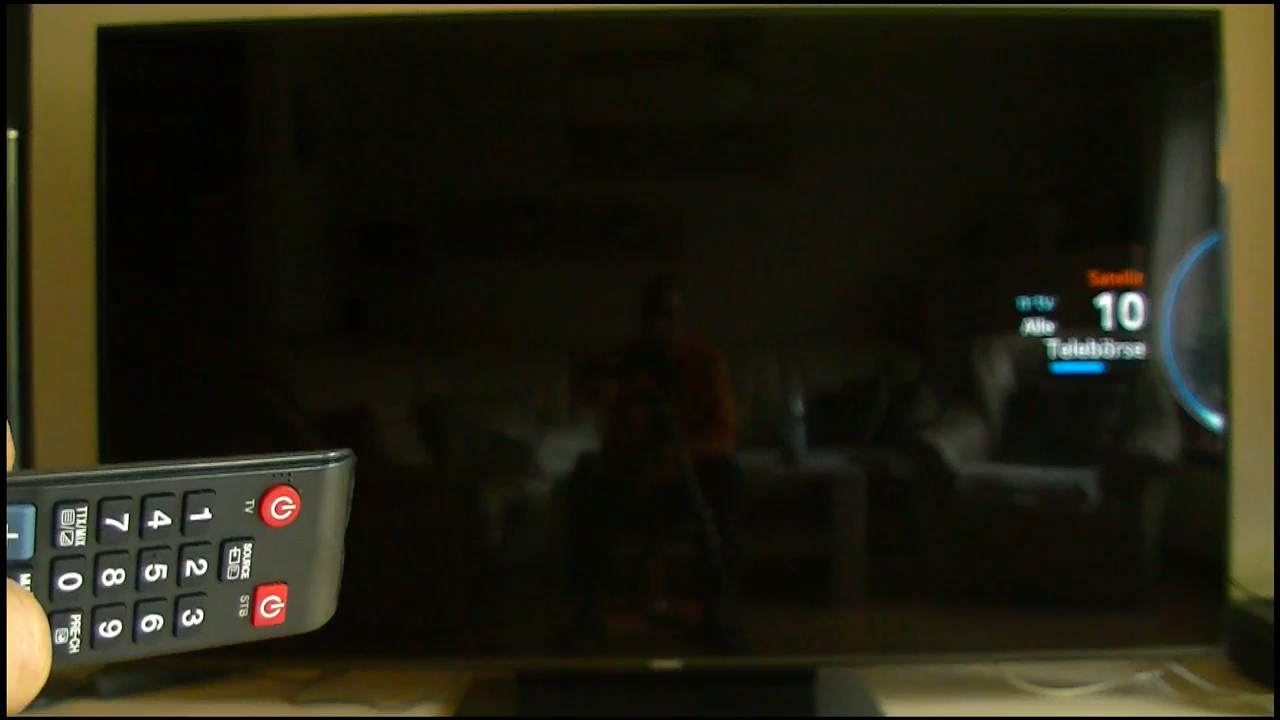 Satellit
n-tv 10
Alle
Telebörse
TV
1
4
7
TTX/MIX
SOURCE
2
5
8
0
STB
3
6
9
PRE-CH